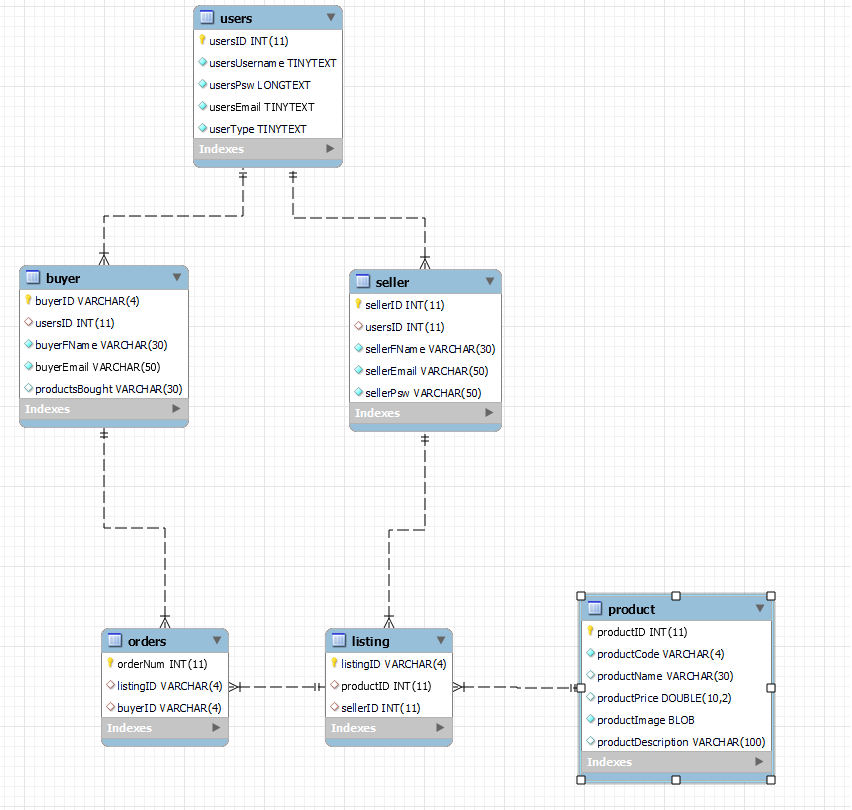 users
usersID INT(11)
usersUsername TINYTEXT
usersPsw LONGTEXT
usersEmail TINYTEXT
userType TINYTEXT
Indexes
buyer
buyerID VARCHAR(4)
usersID INT(11)
buyerFName VARCHAR(30)
buyerEmail VARCHAR(50)
productsBought VARCHAR(30)
Indexes
seller
sellerID INT(11)
usersID INT(11)
sellerFName VARCHAR(30)
sellerEmail VARCHAR(50)
sellerPsw VARCHAR(50)
Indexes
orders
orderNum INT(11)
listingID VARCHAR(4)
buyerID VARCHAR(4)
Indexes
listing
listingID VARCHAR(4)
productID INT(11)
sellerID INT(11)
Indexes
product
productID INT(11)
productCode VARCHAR(4)
productName VARCHAR(30)
productPrice DOUBLE(10,2)
productImage BLOB
productDescription VARCHAR(100)
Indexes